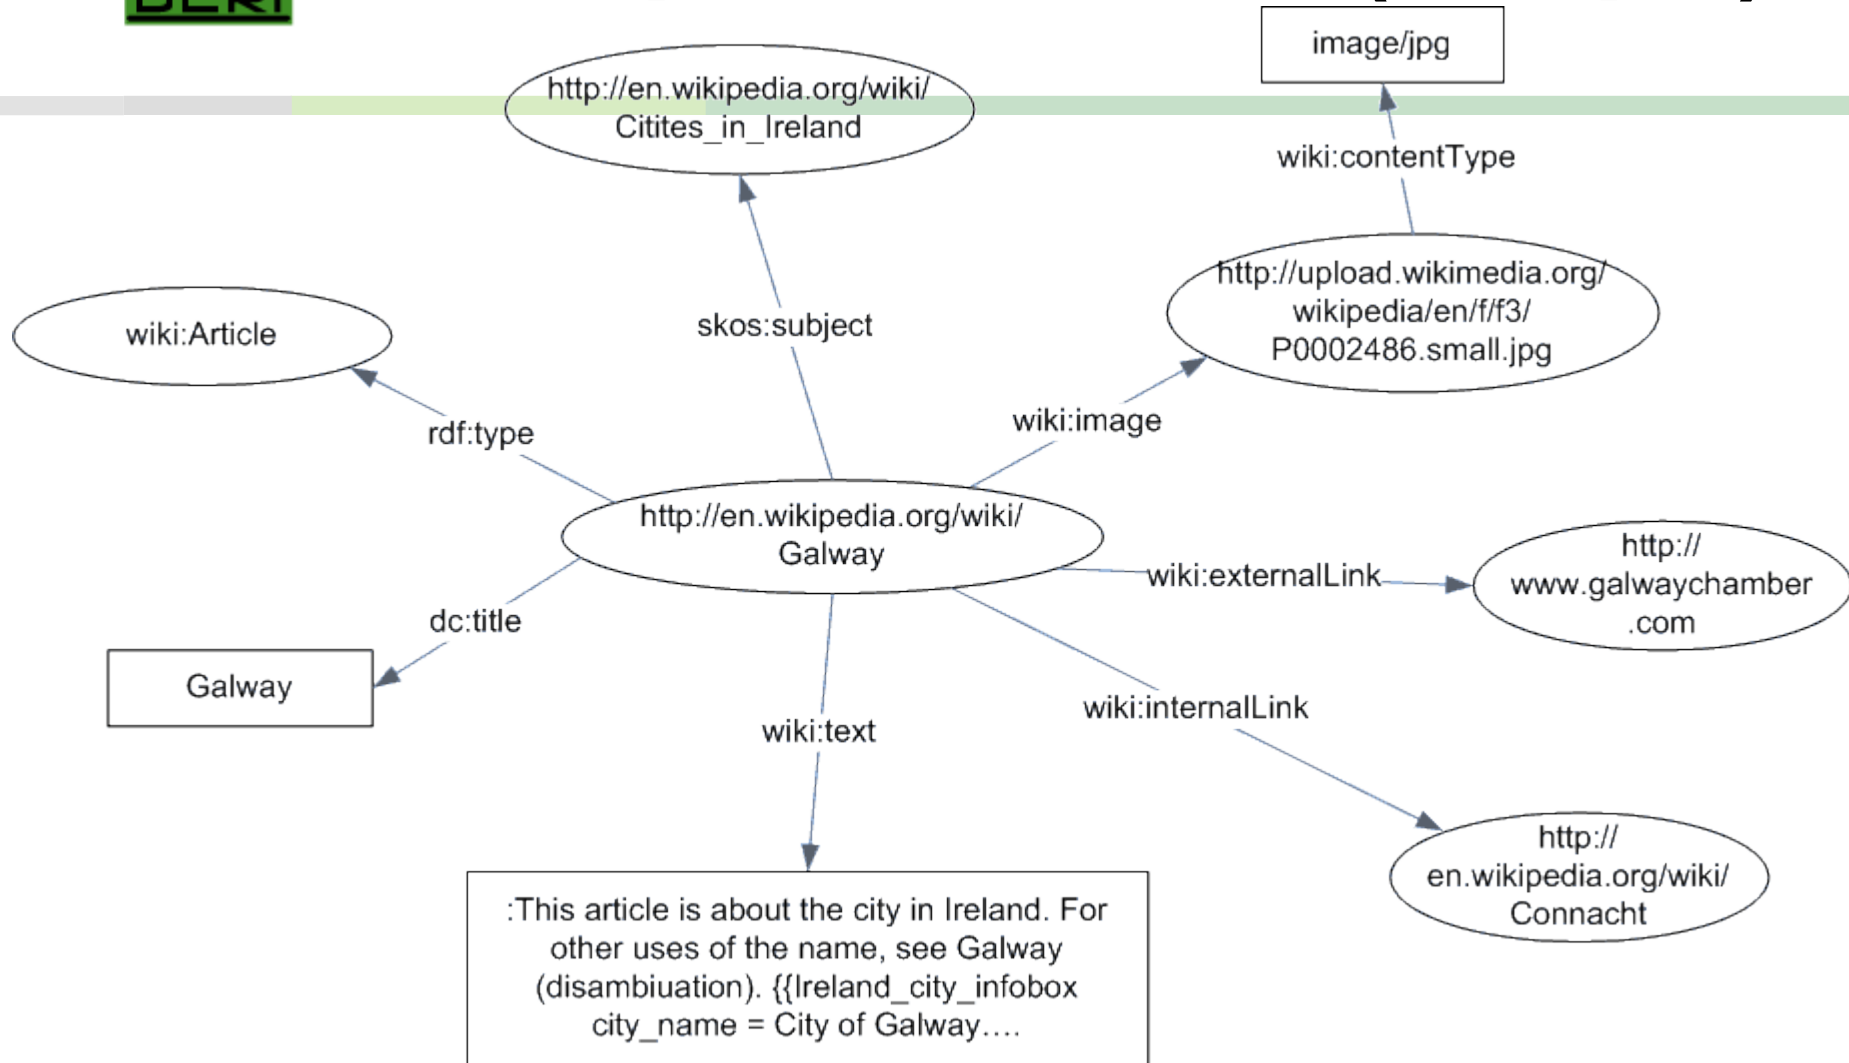 image/jpg
http://en.wikipedia.org/wiki/
Citites_in_Ireland
wiki:contentType
http://upload.wikimedia.org/
wikipedia/en/f/f3/
P0002486.small.jpg
wiki:Article
skos:subject
wiki:image
rdf:type
http://en.wikipedia.org/wiki/
Galway
http://
www.galwaychamber
.com
wiki:externalLink
dc:title
Galway
wiki:internalLink
wiki:text
http://
en.wikipedia.org/wiki/
Connacht
:This article is about the city in Ireland. For
other uses of the name, see Galway
(disambiuation). {{Ireland_city_infobox
city_name = City of Galway....